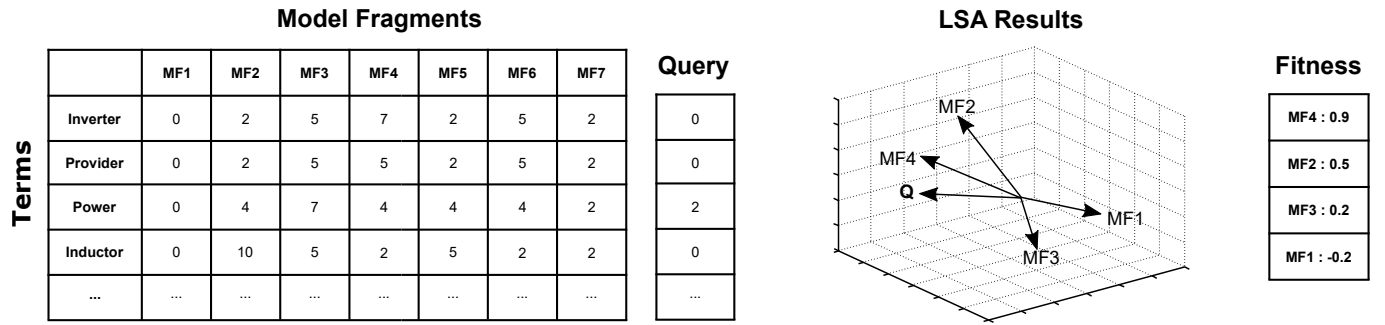 Model Fragments
MF1 MF2 MF3 MF4 MF5 MF6 MF7
Terms
Inverter 0 2 5 7 2 5 2
Provider 0 2 5 5 2 5 2
Power 0 4 7 4 4 4 2
Inductor 0 10 5 2 5 2 2
... ... ... ... ... ... ... ...
Query
0
0
2
0
...
LSA Results
MF2
MF4
Q
MF1
MF3
Fitness
MF4 : 0.9
MF2 : 0.5
MF3 : 0.2
MF1 : -0.2